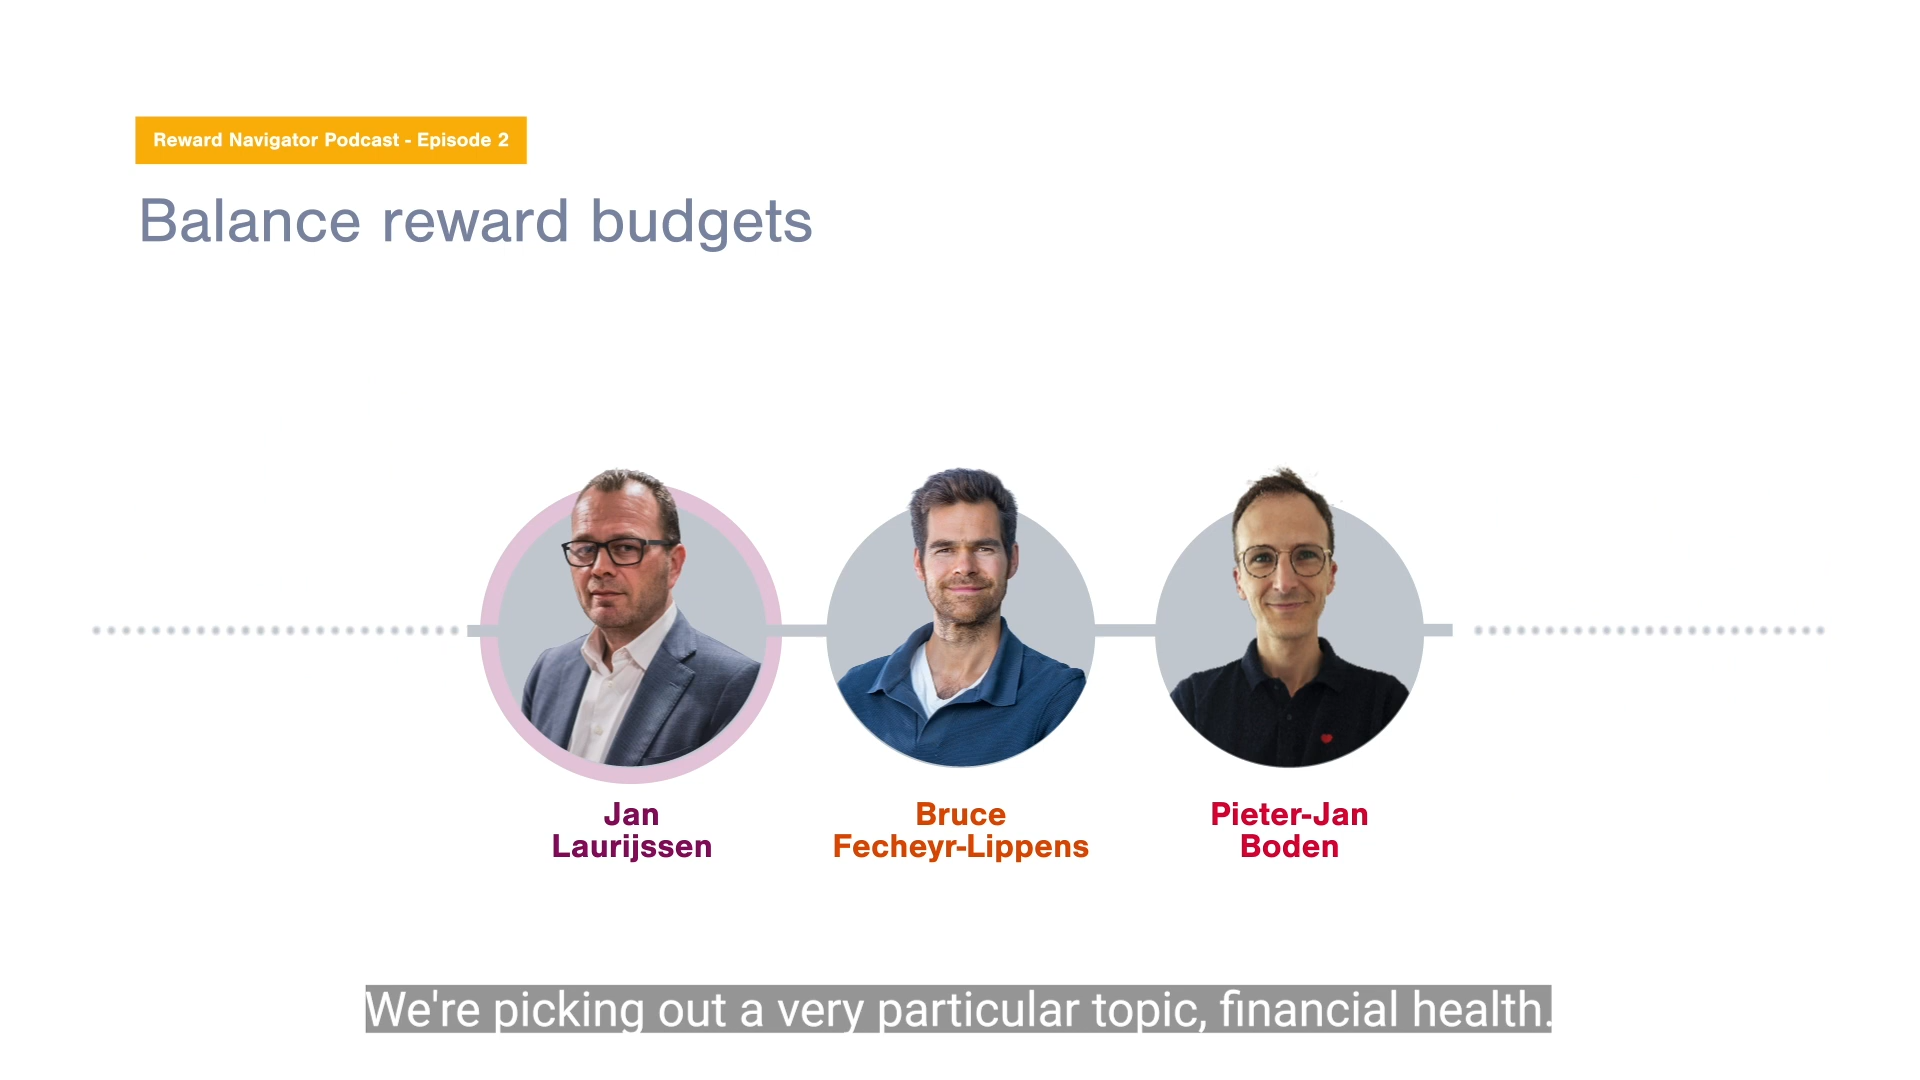 Reward Navigator Podcast - Episode 2
Balance reward budgets
Jan
Laurijssen
Bruce
Fecheyr-Lippens
Pieter-Jan
Boden
We're picking out a very particular topic, financial health.